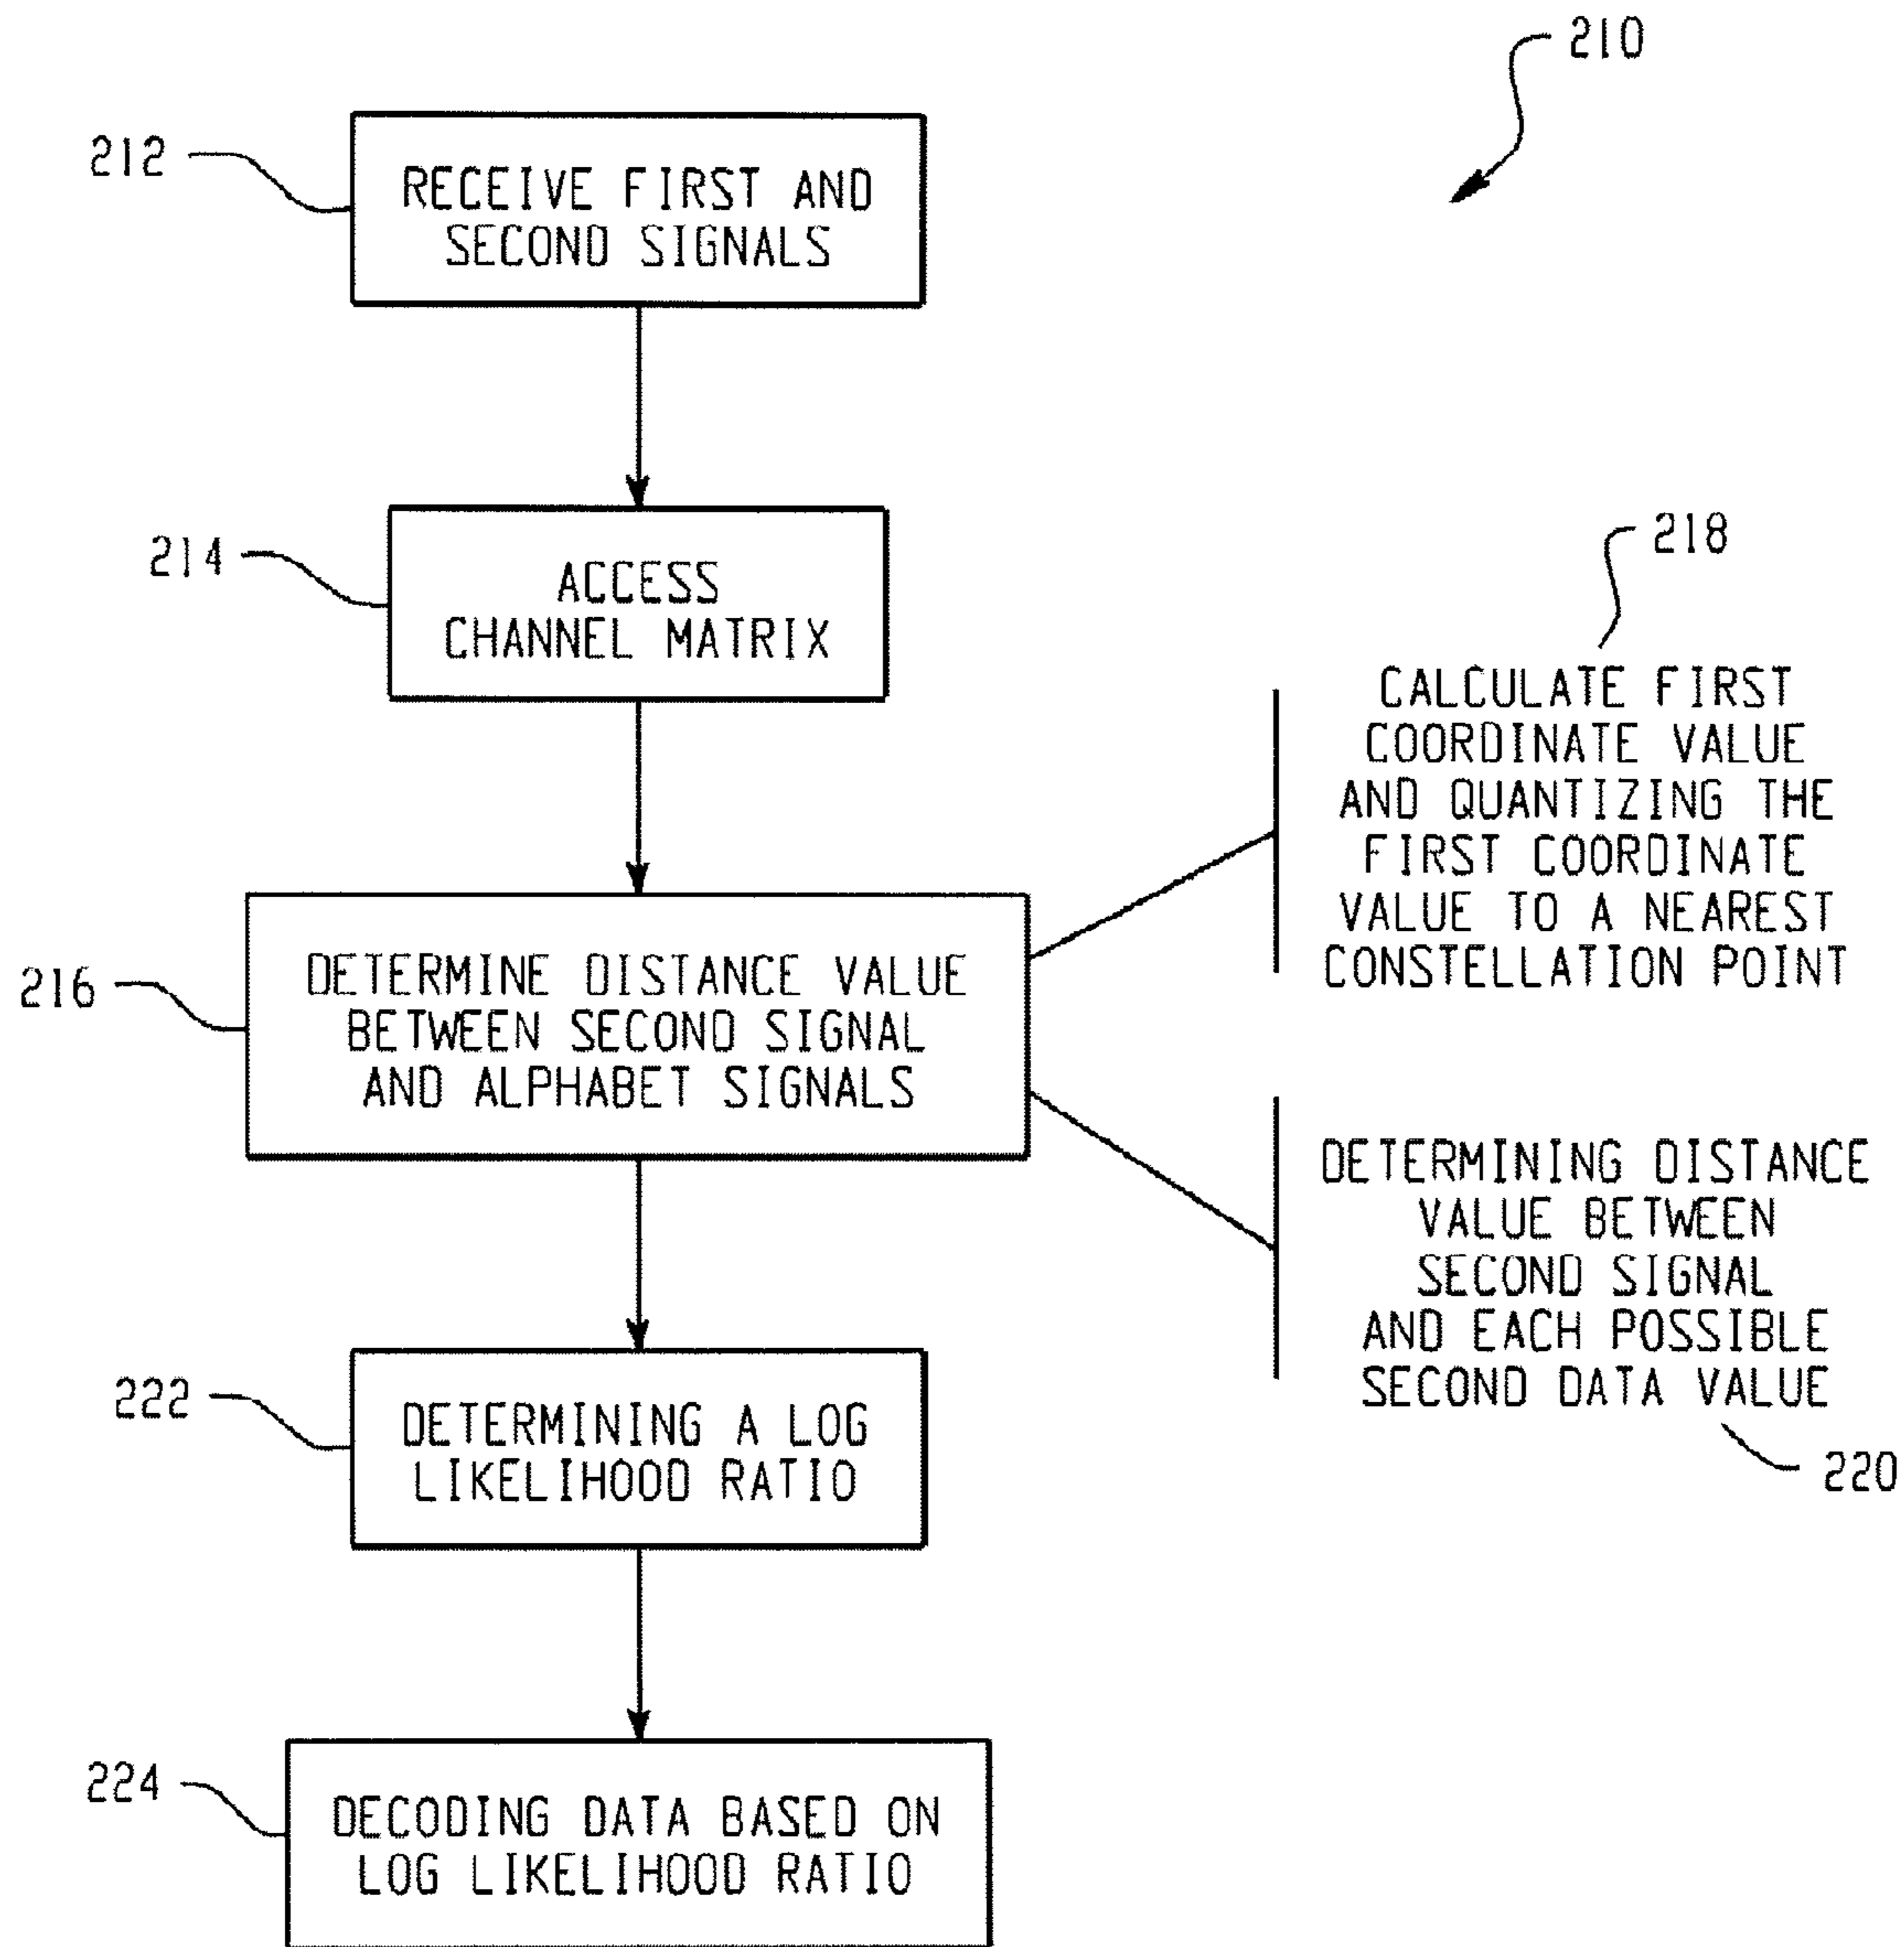 210
212
RECEIVE FIRST AND
SECOND SIGNALS
214
ACCESS
CHANNEL MATRIX
218
CALCULATE FIRST
COORDINATE VALUE
AND QUANTIZING THE
FIRST COORDINATE
VALUE TO A NEAREST
CONSTELLATION POINT
216
DETERMINE DISTANCE VALUE
BETWEEN SECOND SIGNAL
AND ALPHABET SIGNALS
DETERMINING DISTANCE
VALUE BETWEEN
SECOND SIGNAL
AND EACH POSSIBLE
SECOND DATA VALUE
220
222
DETERMINING A LOG
LIKELIHOOD RATIO
224
DECODING DATA BASED ON
LOG LIKELIHOOD RATIO